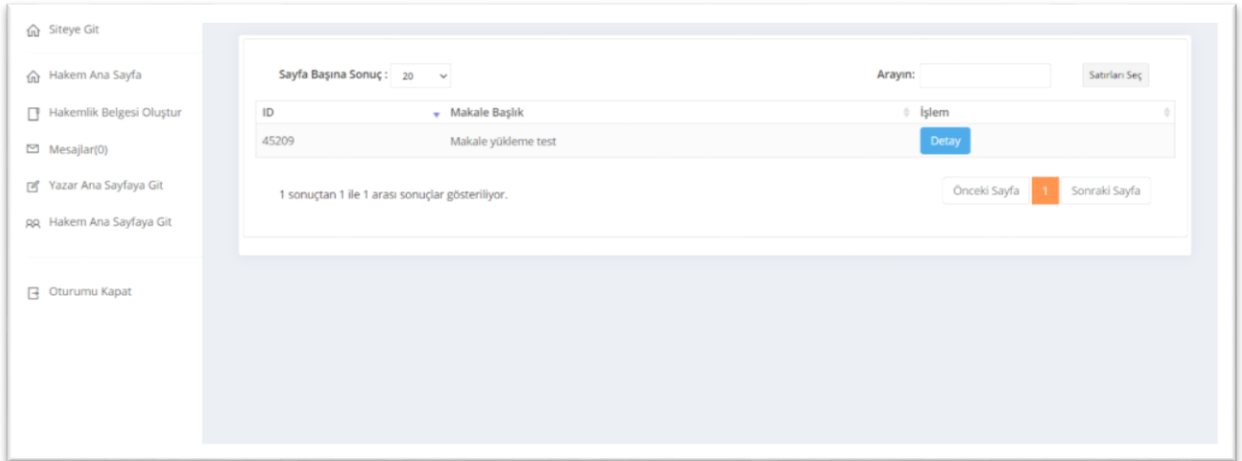 Siteye Git
Hakem Ana Sayfa
Hakemlik Belgesi Oluştur
Mesajlar(0)
Yazar Ana Sayfaya Git
Hakem Ana Sayfaya Git
Oturumu Kapat
Sayfa Başına Sonuç : 20 Arayın: Satırları Seç
ID Makale Başlık İşlem
45209 Makale yükleme test Detay
1 sonuçtan 1 ile 1 arası sonuçlar gösteriliyor. Önceki Sayfa 1 Sonraki Sayfa